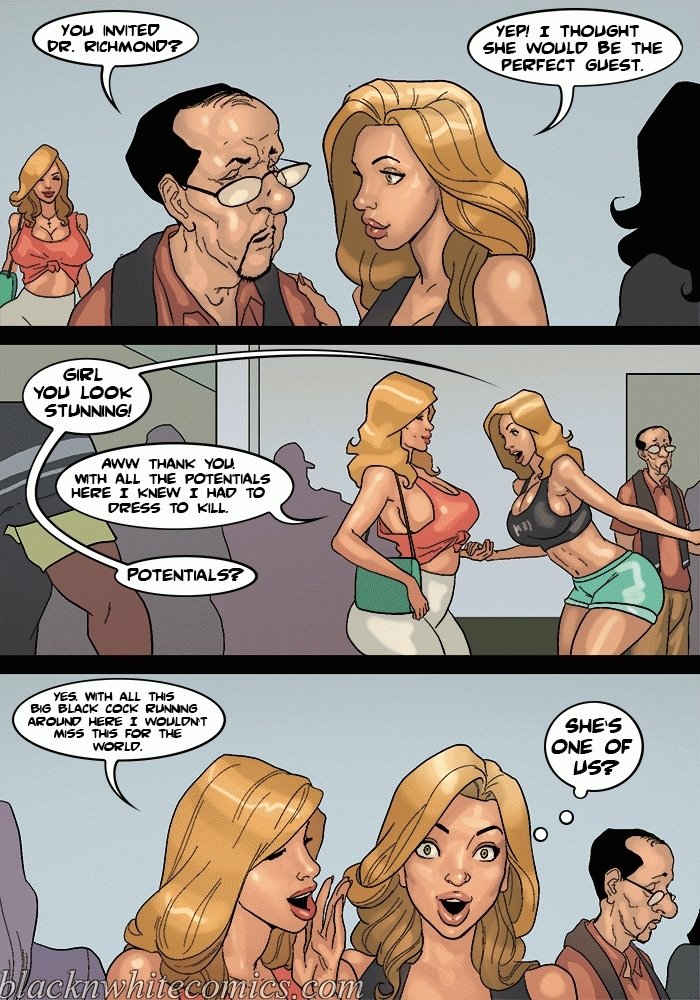 YOU INVITED
DR. RICHMOND?
YEP! I THOUGHT
SHE WOULD BE THE
PERFECT GUEST.
GIRL
YOU LOOK
STUNNING!
AWW THANK YOU.
WITH ALL THE POTENTIALS
HERE I KNEW I HAD TO
DRESS TO KILL.
POTENTIALS?
YES, WITH ALL THIS
BIG BLACK COCK RUNNING
AROUND HERE I WOULDN'T
MISS THIS FOR THE
WORLD.
SHE'S
ONE OF
US?
blacknwhitecomics.com